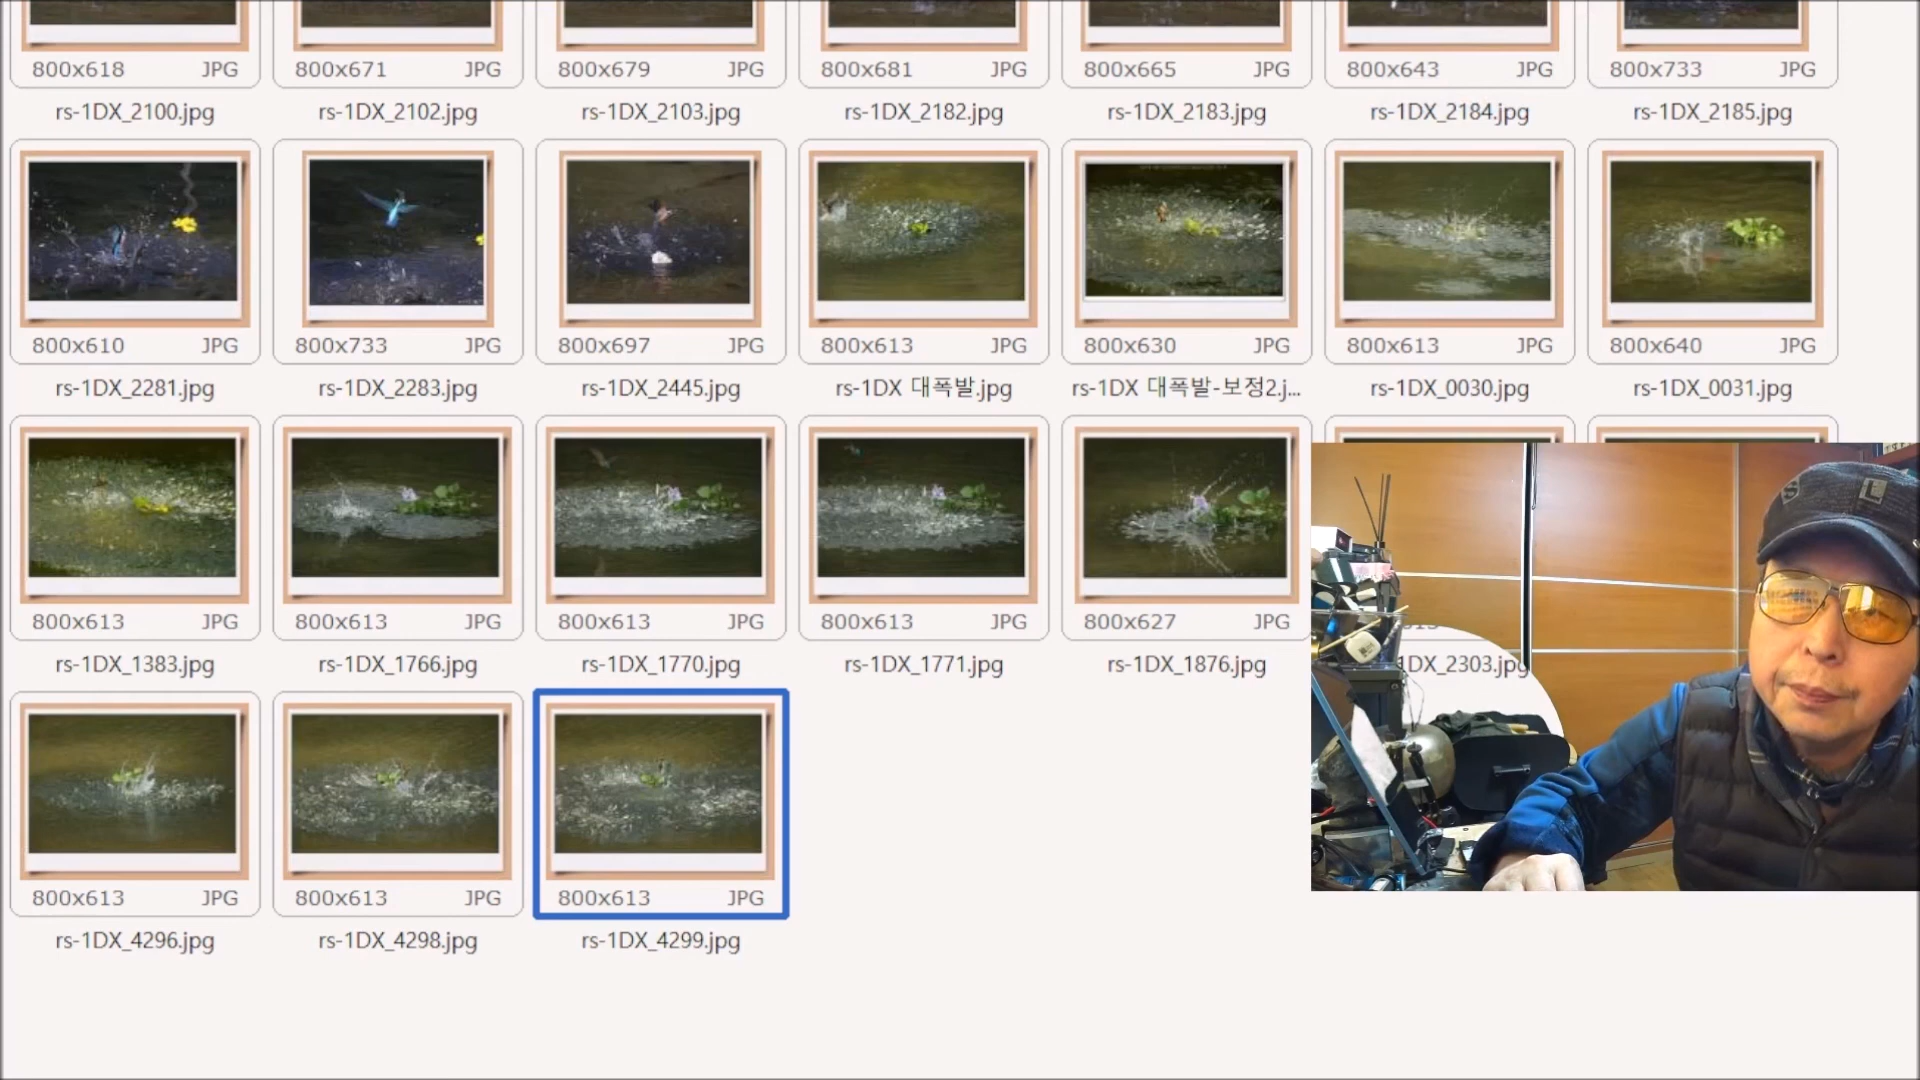 800x618 JPG 800x671 JPG 800x679 JPG 800x681 JPG 800x665 JPG 800x643 JPG 800x733 JPG
rs-1DX_2100.jpg rs-1DX_2102.jpg rs-1DX_2103.jpg rs-1DX_2182.jpg rs-1DX_2183.jpg rs-1DX_2184.jpg rs-1DX_2185.jpg
800x610 JPG 800x733 JPG 800x697 JPG 800x613 JPG 800x630 JPG 800x613 JPG 800x640 JPG
rs-1DX_2281.jpg rs-1DX_2283.jpg rs-1DX_2445.jpg rs-1DX 대폭발.jpg rs-1DX 대폭발-보정2.j... rs-1DX_0030.jpg rs-1DX_0031.jpg
800x613 JPG 800x613 JPG 800x613 JPG 800x613 JPG 800x627 JPG
rs-1DX_1383.jpg rs-1DX_1766.jpg rs-1DX_1770.jpg rs-1DX_1771.jpg rs-1DX_1876.jpg 1DX_2303.jpg
800x613 JPG 800x613 JPG 800x613 JPG
rs-1DX_4296.jpg rs-1DX_4298.jpg rs-1DX_4299.jpg